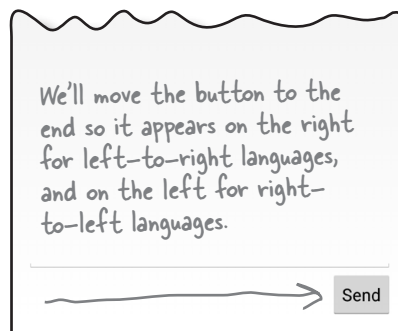 We'll move the button to the
end so it appears on the right
for left-to-right languages,
and on the left for right-
to-left languages.
Send